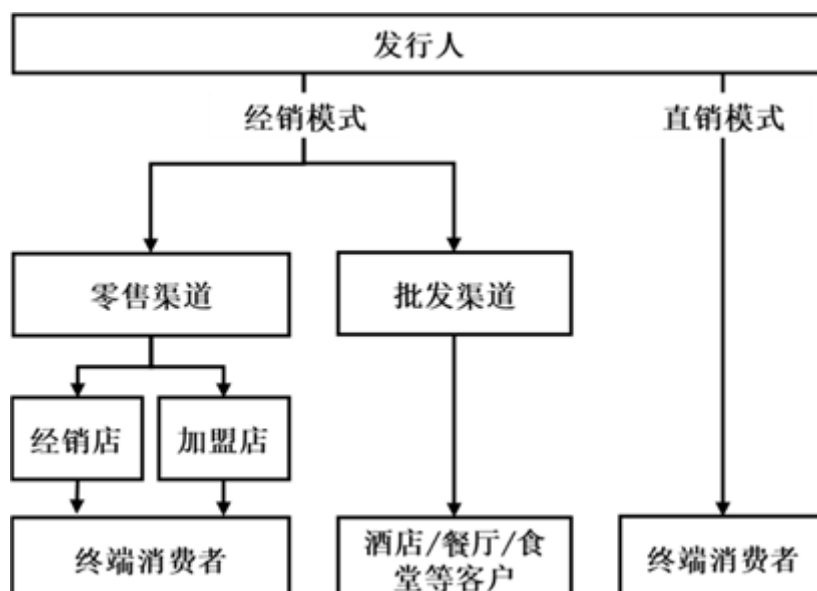 发行人
经销模式
直销模式
零售渠道
批发渠道
经销店
加盟店
终端消费者
酒店/餐厅/食
堂等客户
终端消费者